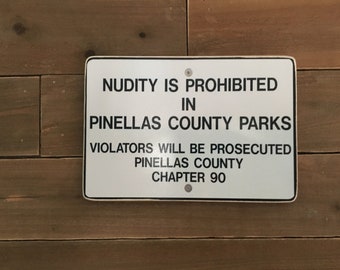 NUDITY IS PROHIBITED
IN
PINELLAS COUNTY PARKS
VIOLATORS WILL BE PROSECUTED
PINELLAS COUNTY
CHAPTER 90